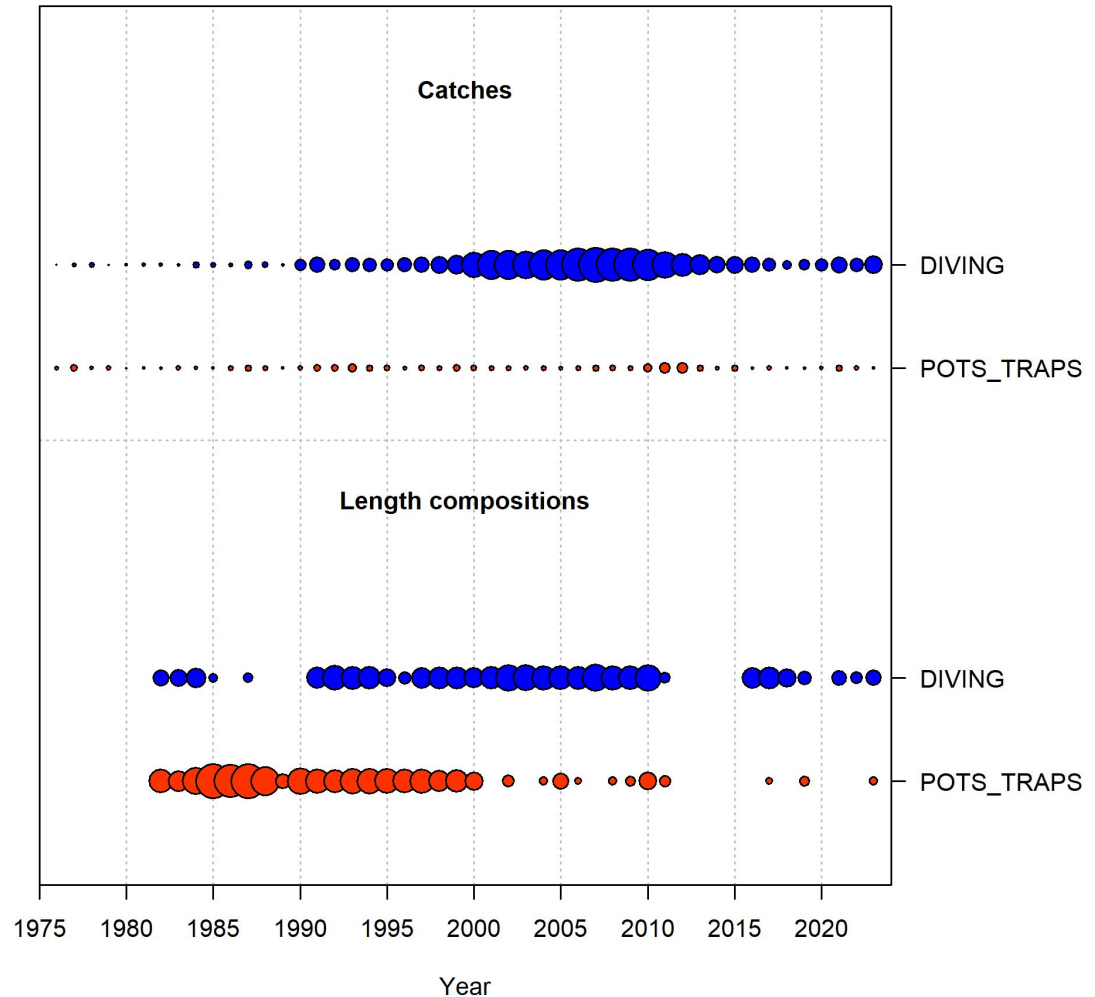 Catches
DIVING
POTS_TRAPS
Length compositions
DIVING
POTS_TRAPS
1975 1980 1985 1990 1995 2000 2005 2010 2015 2020
Year